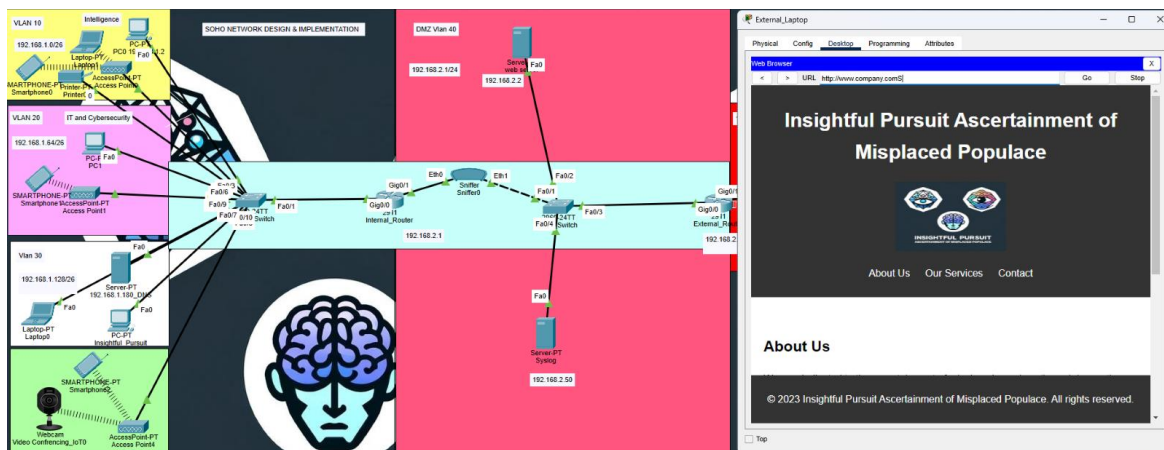 VLAN 10
Intelligence
192.168.1.0/26
Laptop-PT
Laptop1
PC-PT
PC0
Fa0
SMARTPHONE-PT
Smartphone0
Printer-PT
Printer0
AccessPoint-PT
VLAN 20
IT and Cybersecurity
192.168.1.64/26
Fa0
PC1
SMARTPHONE-PT
AccessPoint-PT
Access Point1
Vlan 30
192.168.1.128/26
Fa0
Server-PT
192.168.1.180_DNS
Fa0
Laptop-PT
Laptop0
Fa0
PC-PT
Insightful_Pursuit
SMARTPHONE-PT
Smartphone2
Webcam
Video Confrencing_IoT0
AccessPoint-PT
Access Point4
SOHO NETWORK DESIGN & IMPLEMENTATION
Fa0/6
Fa0/9
Fa0/7
0/10
Switch
Fa0/1
Gig0/0
Gig0/1
Internal_Router
192.168.2.1
Eth0
Sniffer
Sniffer0
Eth1
DMZ Vlan 40
192.168.2.1/24
Fa0
192.168.2.2
Fa0/2
Fa0/1
Fa0/4
Switch
Fa0/3
Gig0/1
Gig0/0
Fa0
Server-PT
Syslog
192.168.2.50
External_Laptop
Physical
Config
Desktop
Programming
Attributes
Web Browser
X
< > URL http://www.company.comS Go Stop
Insightful Pursuit Ascertainment of
Misplaced Populace
INSIGHTFUL PURSUIT
ASCERTAINMENT OF MISPLACED POPULACE
About Us Our Services Contact
About Us
© 2023 Insightful Pursuit Ascertainment of Misplaced Populace. All rights reserved.
Top